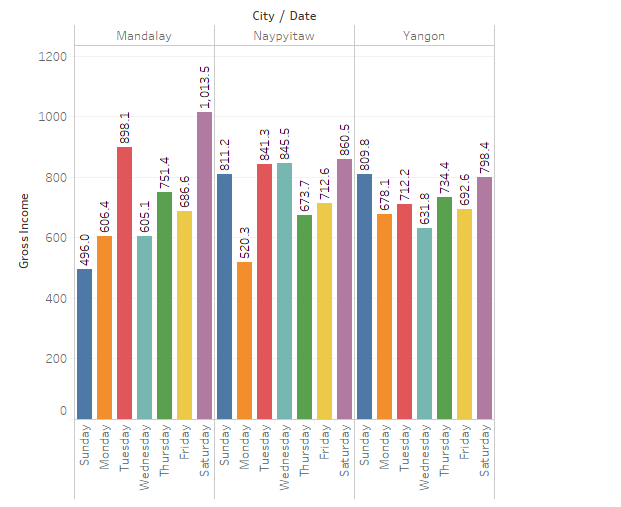 City / Date
Mandalay Naypyitaw Yangon
Gross Income
1200
1000
800
600
400
200
0
496.0 606.4 898.1 605.1 751.4 686.6 1,013.5 811.2 520.3 841.3 845.5 673.7 712.6 860.5 809.8 678.1 712.2 631.8 734.4 692.6 798.4
Sunday Monday Tuesday Wednesday Thursday Friday Saturday Sunday Monday Tuesday Wednesday Thursday Friday Saturday Sunday Monday Tuesday Wednesday Thursday Friday Saturday